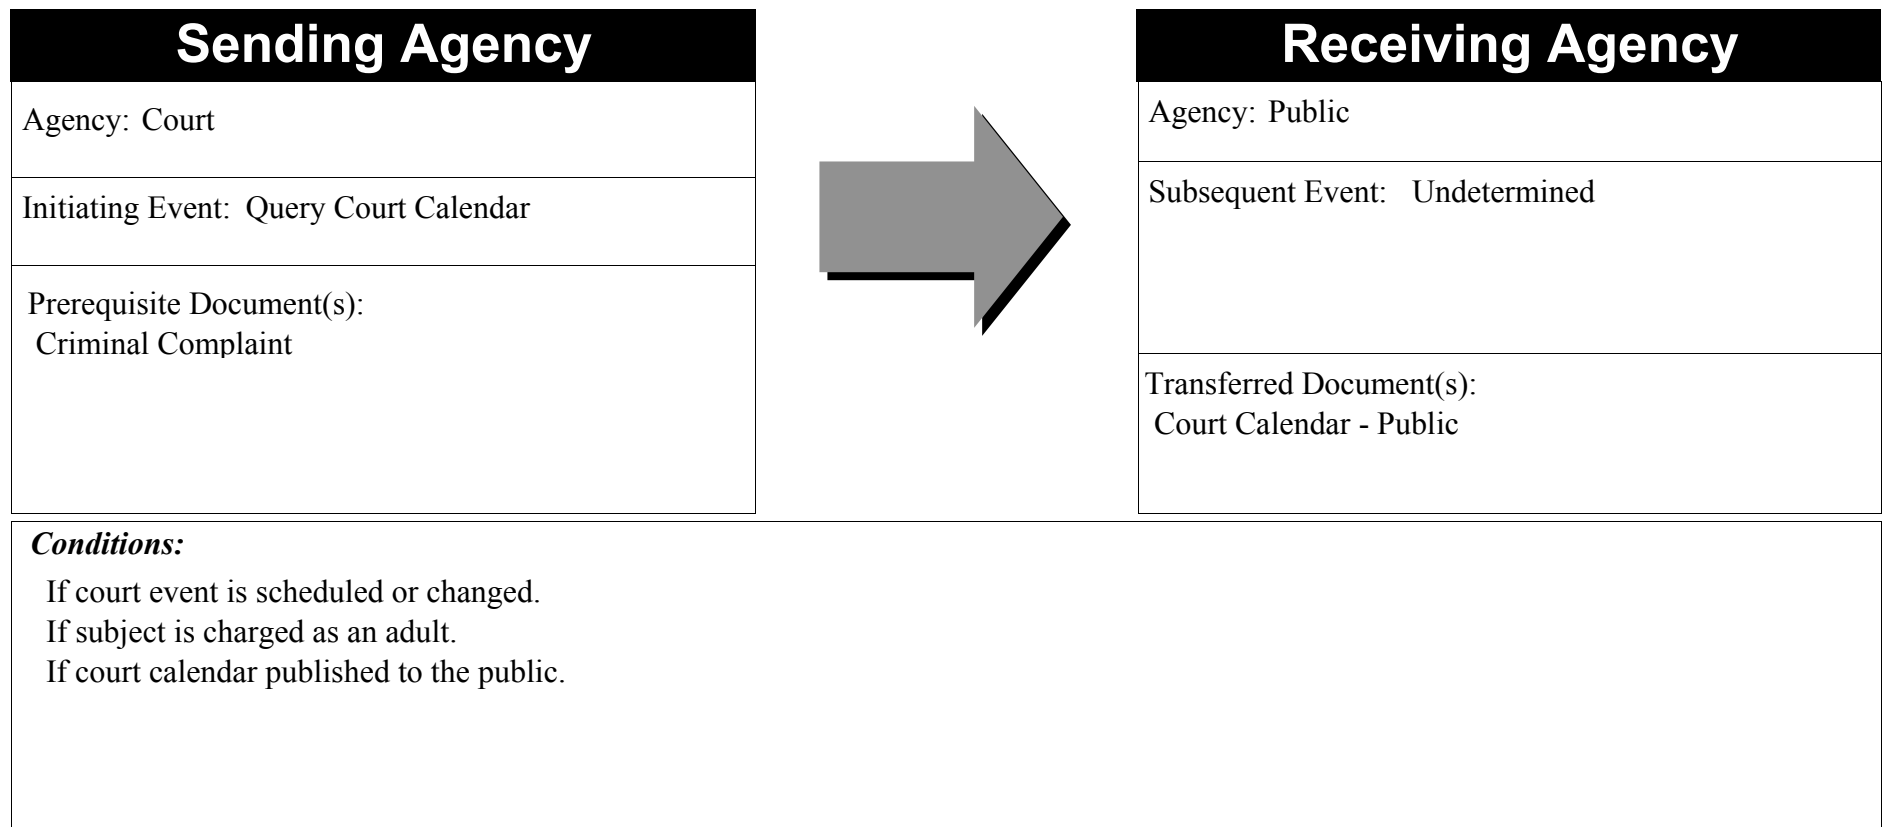 Sending Agency
Agency: Court
Initiating Event: Query Court Calendar
Prerequisite Document(s):
Criminal Complaint
Receiving Agency
Agency: Public
Subsequent Event: Undetermined
Transferred Document(s):
Court Calendar - Public
Conditions:
If court event is scheduled or changed.
If subject is charged as an adult.
If court calendar published to the public.